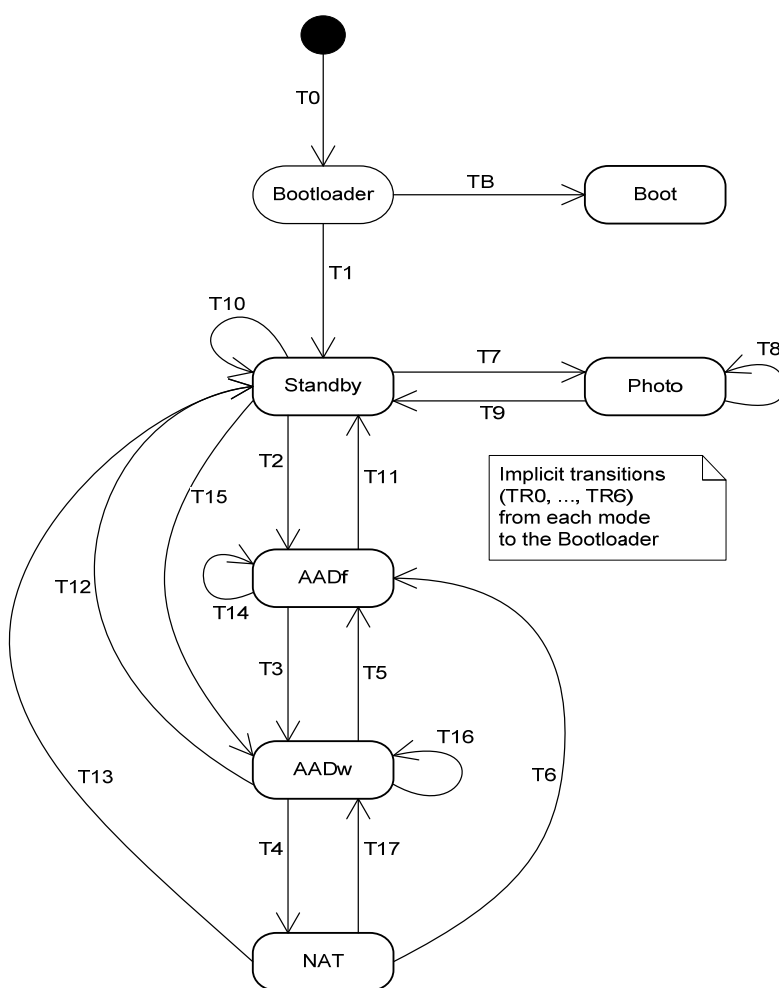 T0
Bootloader
TB
Boot
T1
T10
Standby
T7
Photo
T8
T9
T2
T11
T15
Implicit transitions
(TR0, ..., TR6)
from each mode
to the Bootloader
AADf
T12
T14
T3
T5
AADw
T16
T13
T6
T4
T17
NAT